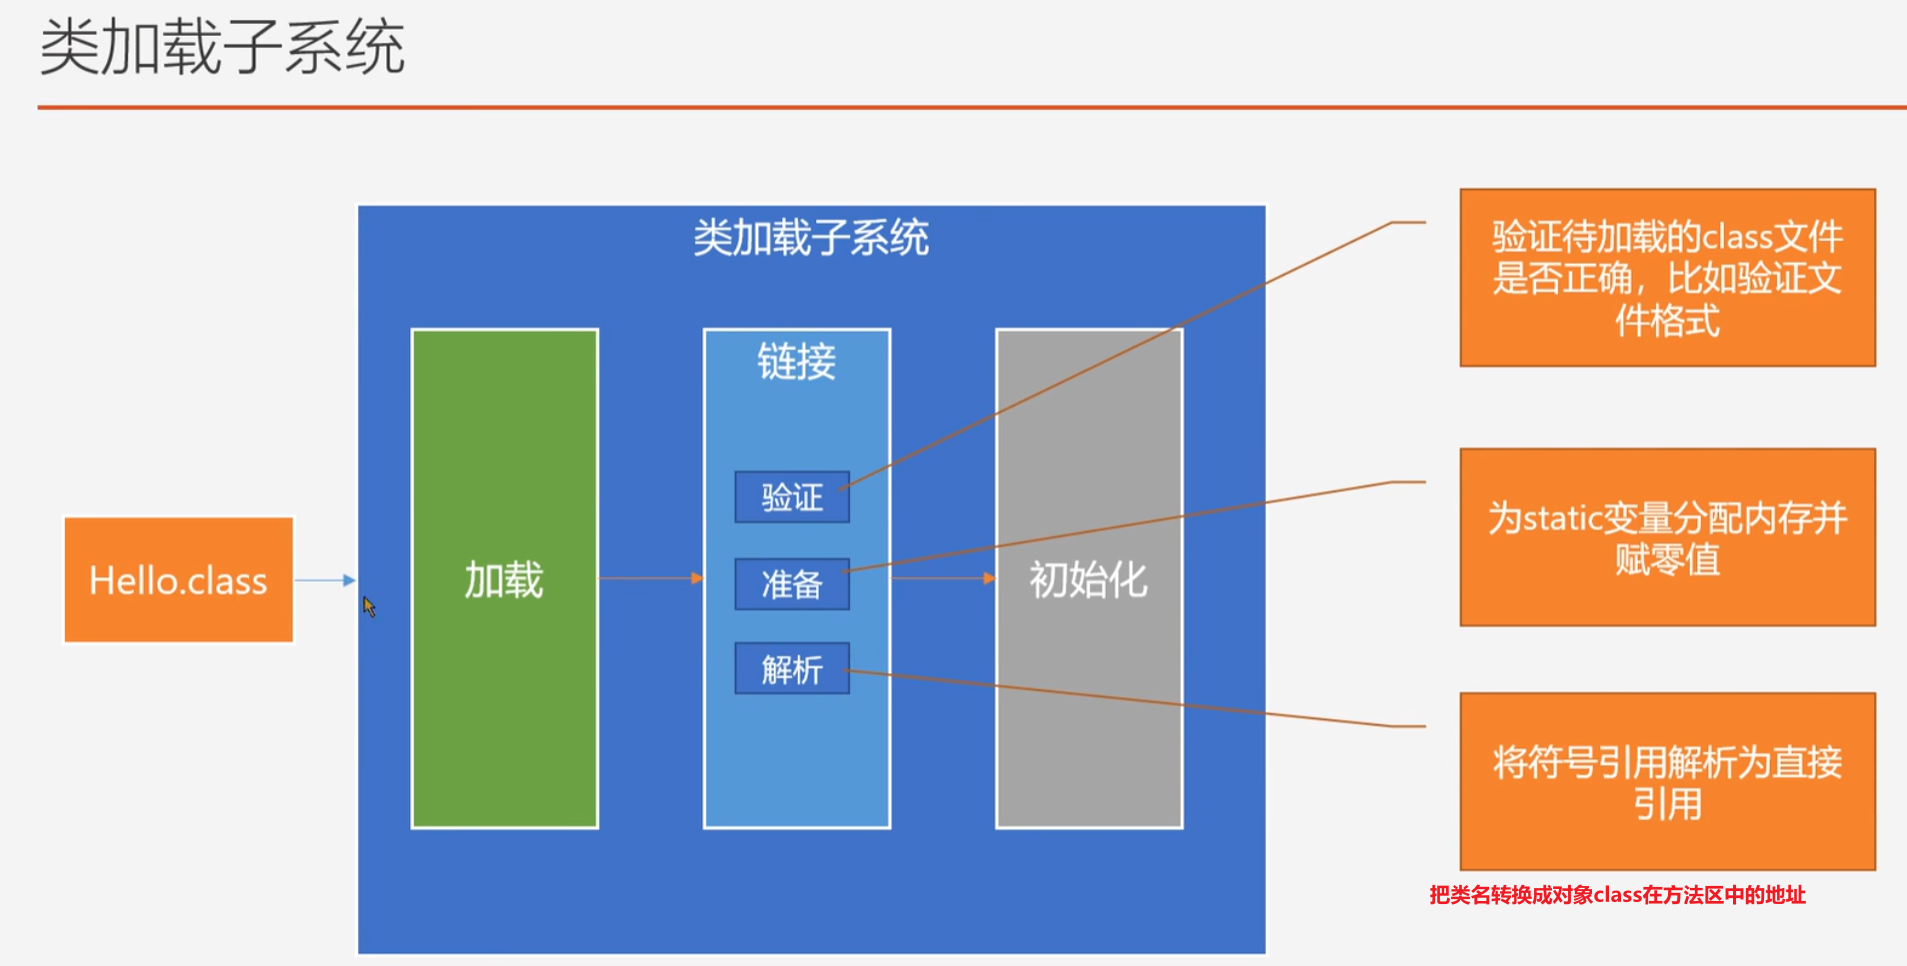 类加载子系统
类加载子系统
Hello.class
加载
链接
验证
准备
解析
初始化
验证待加载的class文件
是否正确，比如验证文
件格式
为static变量分配内存并
赋零值
将符号引用解析为直接
引用
把类名转换成对象class在方法区中的地址